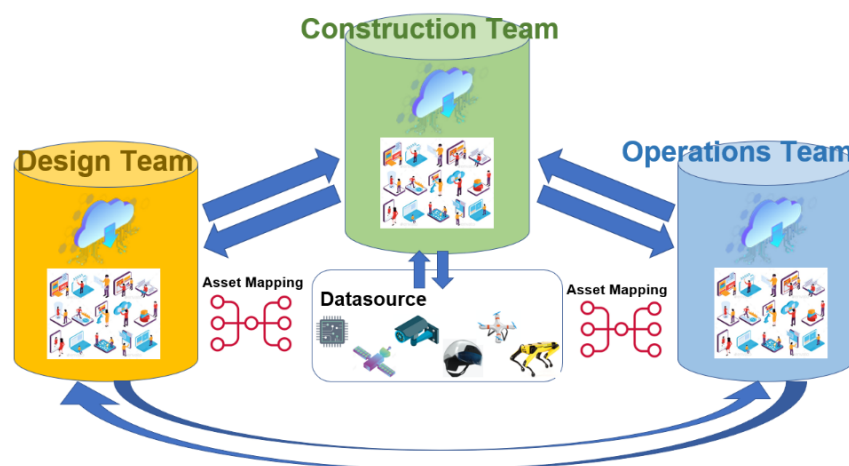 Construction Team
Design Team
Operations Team
Asset Mapping
Datasource
Asset Mapping